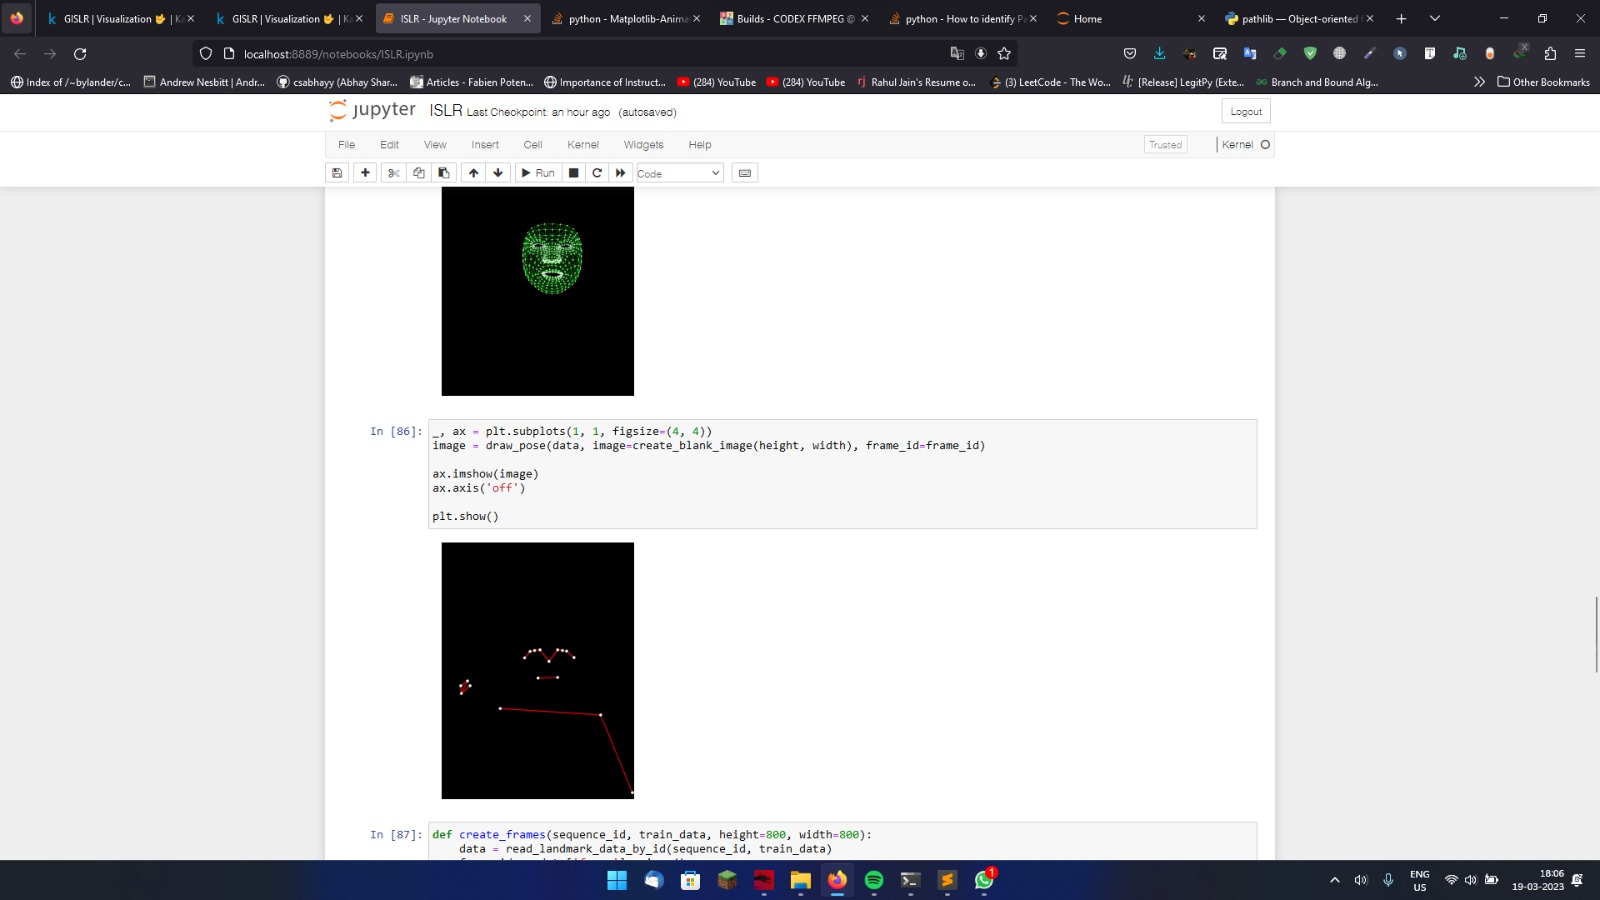 GISLR | Visualization 🤟 | Ka
GISLR | Visualization 🤟 | Ka
ISLR - Jupyter Notebook
python - Matplotlib-Anima
Builds - CODEX FFMPEG @
python - How to identify Pa
Home
pathlib — Object-oriented f
localhost:8889/notebooks/ISLR.ipynb
Index of /~bylander/c...
Andrew Nesbitt | Andr...
csabhayy (Abhay Shar...
Articles - Fabien Poten...
Importance of Instruct...
(284) YouTube
(284) YouTube
Rahul Jain's Resume o...
(3) LeetCode - The Wo...
[Release] LegitPy (Exte...
Branch and Bound Alg...
Other Bookmarks
jupyter ISLR Last Checkpoint: an hour ago (autosaved)
Logout
File Edit View Insert Cell Kernel Widgets Help
Trusted
Kernel
Run
Code
In [86]:
_, ax = plt.subplots(1, 1, figsize=(4, 4))
image = draw_pose(data, image=create_blank_image(height, width), frame_id=frame_id)
ax.imshow(image)
ax.axis('off')
plt.show()
In [87]:
def create_frames(sequence_id, train_data, height=800, width=800):
data = read_landmark_data_by_id(sequence_id, train_data)
1
ENG
US
18:06
19-03-2023